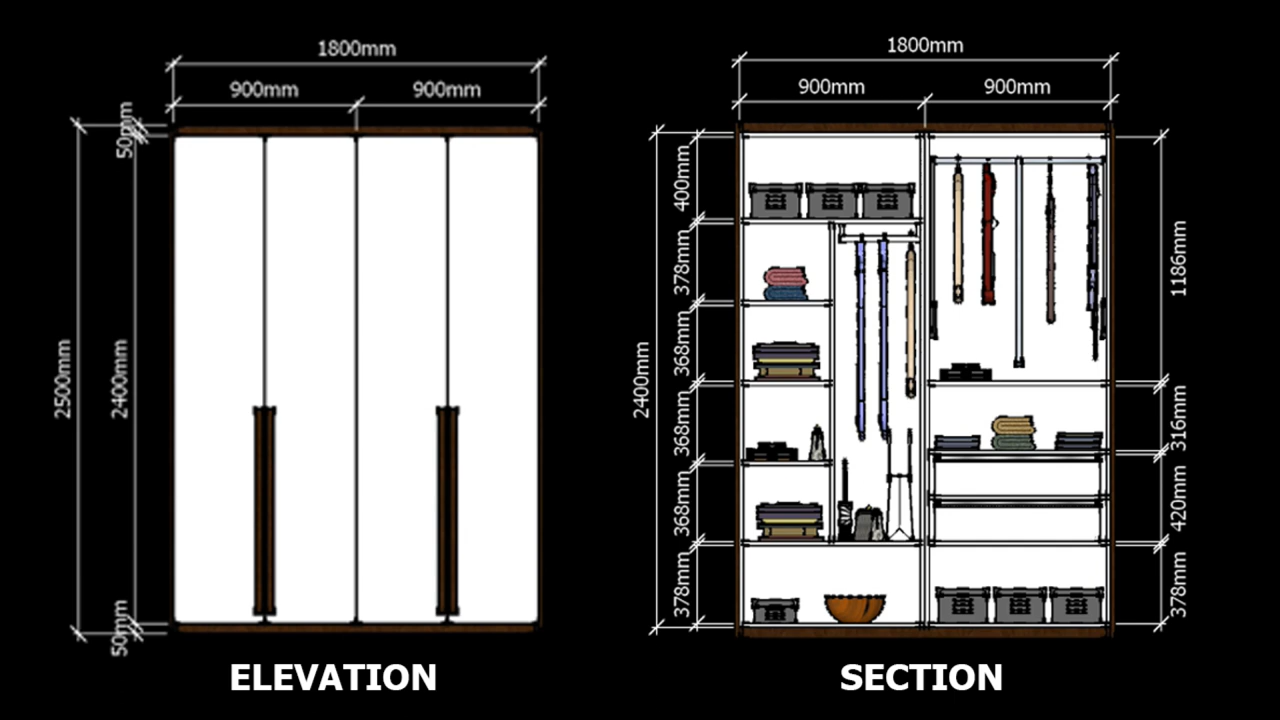 1800mm
900mm
900mm
50mm
2500mm
2400mm
50mm
ELEVATION
1800mm
900mm
900mm
400mm
378mm
368mm
368mm
368mm
378mm
2400mm
1186mm
316mm
420mm
378mm
SECTION